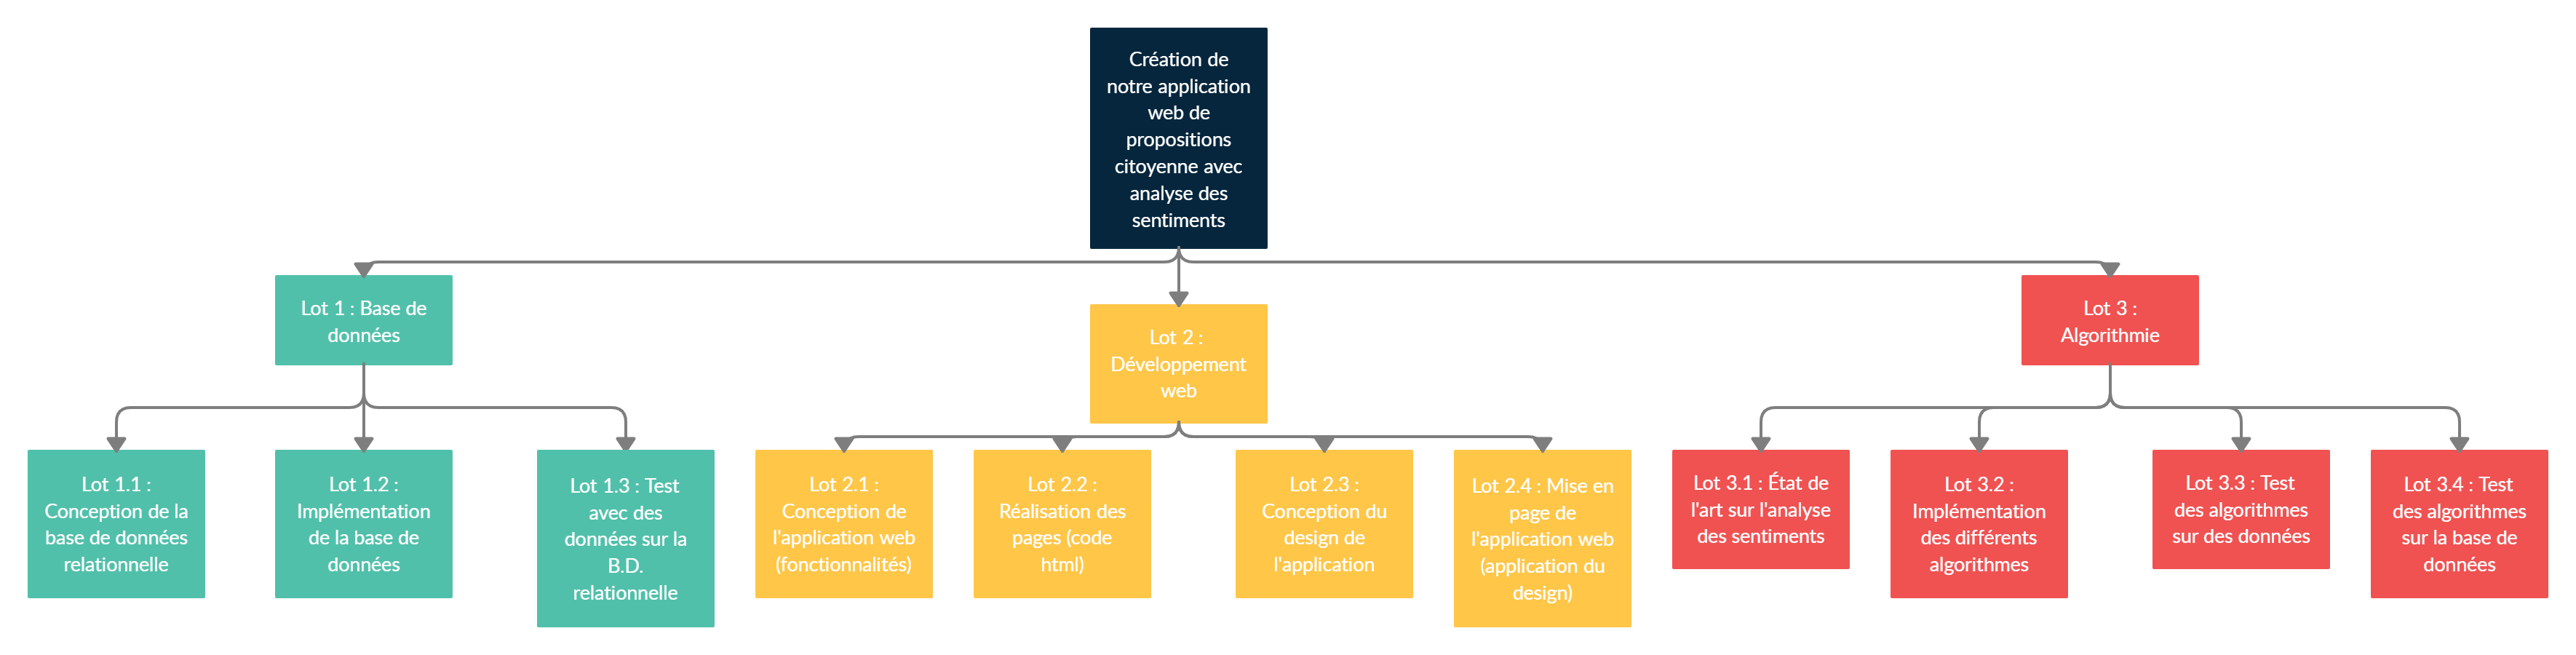 Création de
notre application
web de
propositions
citoyenne avec
analyse des
sentiments
Lot 1 : Base de
données
Lot 2 :
Développement
web
Lot 3 :
Algorithmie
Lot 1.1 :
Conception de la
base de données
relationnelle
Lot 1.2 :
Implémentation
de la base de
données
Lot 1.3 : Test
avec des
données sur la
B.D.
relationnelle
Lot 2.1 :
Conception de
l'application web
(fonctionnalités)
Lot 2.2 :
Réalisation des
pages (code
html)
Lot 2.3 :
Conception du
design de
l'application
Lot 2.4 : Mise en
page de
l'application web
(application du
design)
Lot 3.1 : État de
l'art sur l'analyse
des sentiments
Lot 3.2 :
Implémentation
des différents
algorithmes
Lot 3.3 : Test
des algorithmes
sur des données
Lot 3.4 : Test
des algorithmes
sur la base de
données